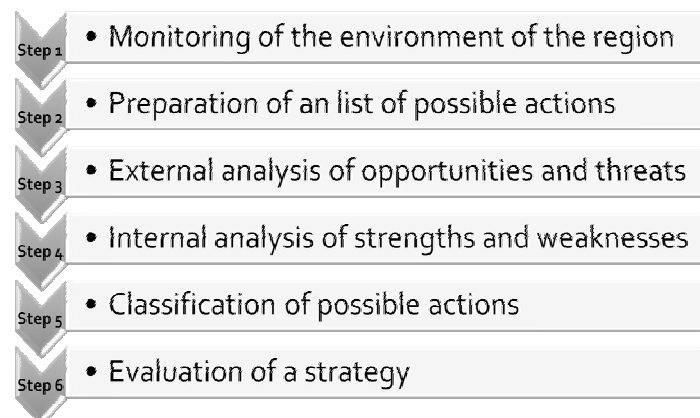 Step 1 • Monitoring of the environment of the region
Step 2 • Preparation of an list of possible actions
Step 3 • External analysis of opportunities and threats
Step 4 • Internal analysis of strengths and weaknesses
Step 5 • Classification of possible actions
Step 6 • Evaluation of a strategy